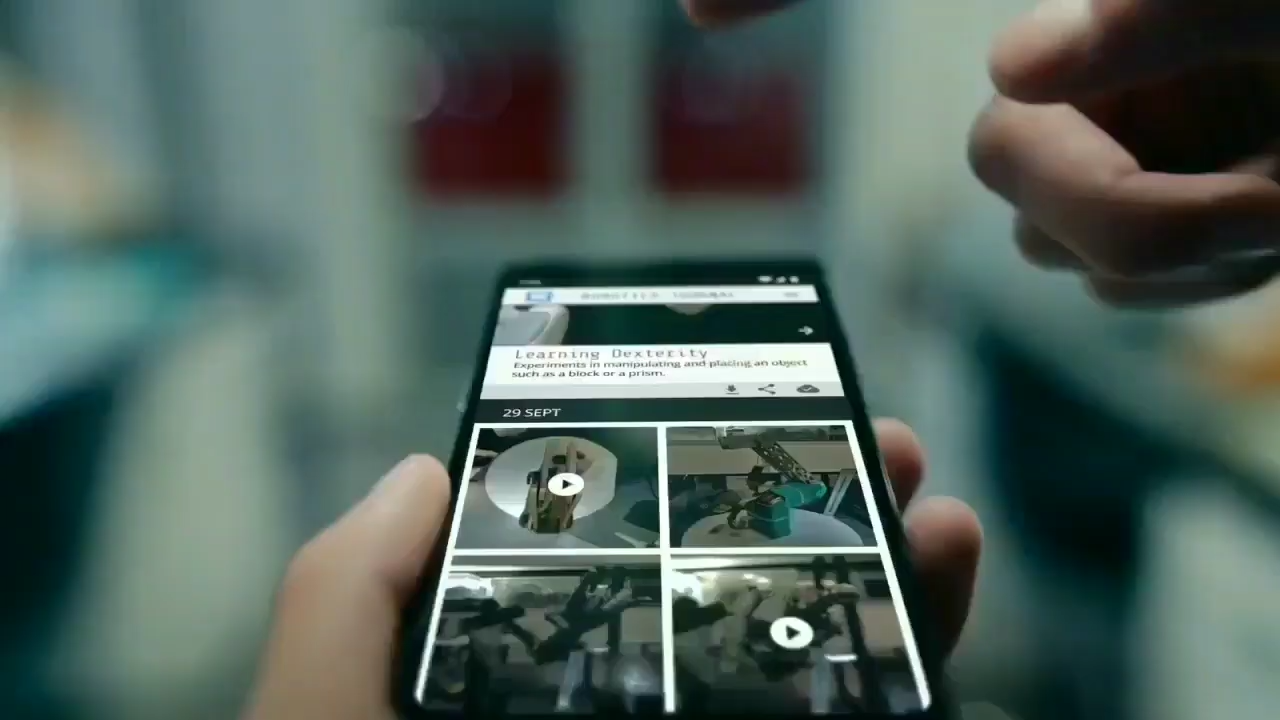 Learning Dexterity
Experiments in manipulating and placing an object
such as a block or a prism.
29 SEPT